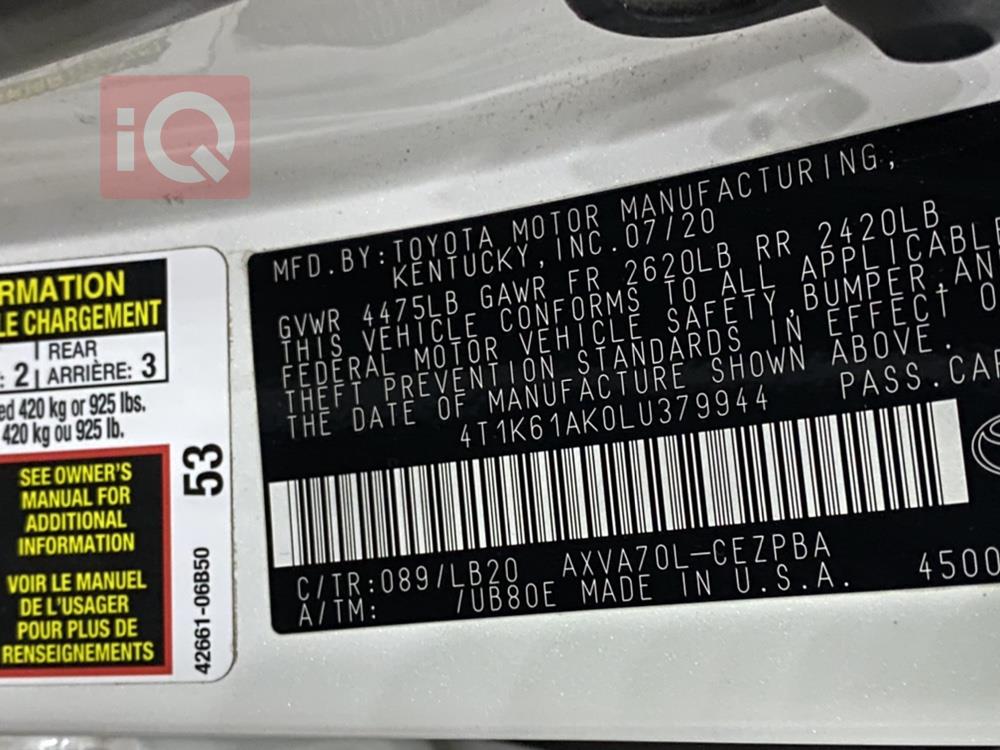 iQ
RMATION
LE CHARGEMENT
REAR
: 2 ARRIÈRE: 3
ed 420 kg or 925 lbs.
420 kg ou 925 lb.
SEE OWNER'S
MANUAL FOR
ADDITIONAL
INFORMATION
VOIR LE MANUEL
DE L'USAGER
POUR PLUS DE
RENSEIGNEMENTS
53
42661-06B50
MFD.BY:TOYOTA MOTOR MANUFACTURING,
KENTUCKY,INC.07/20
GVWR 4475LB GAWR FR 2620LB RR 2420LB
THIS VEHICLE CONFORMS TO ALL APPLICABLE
FEDERAL MOTOR VEHICLE SAFETY,BUMPER,AN
THEFT PREVENTION STANDARDS IN EFFECT O
THE DATE OF MANUFACTURE SHOWN ABOVE.
4T1K61AK0LU379944 PASS.CAR
C/TR:089/LB20 AXVA70L-CEZPBA
A/TM: /UB80E MADE IN U.S.A. 4500